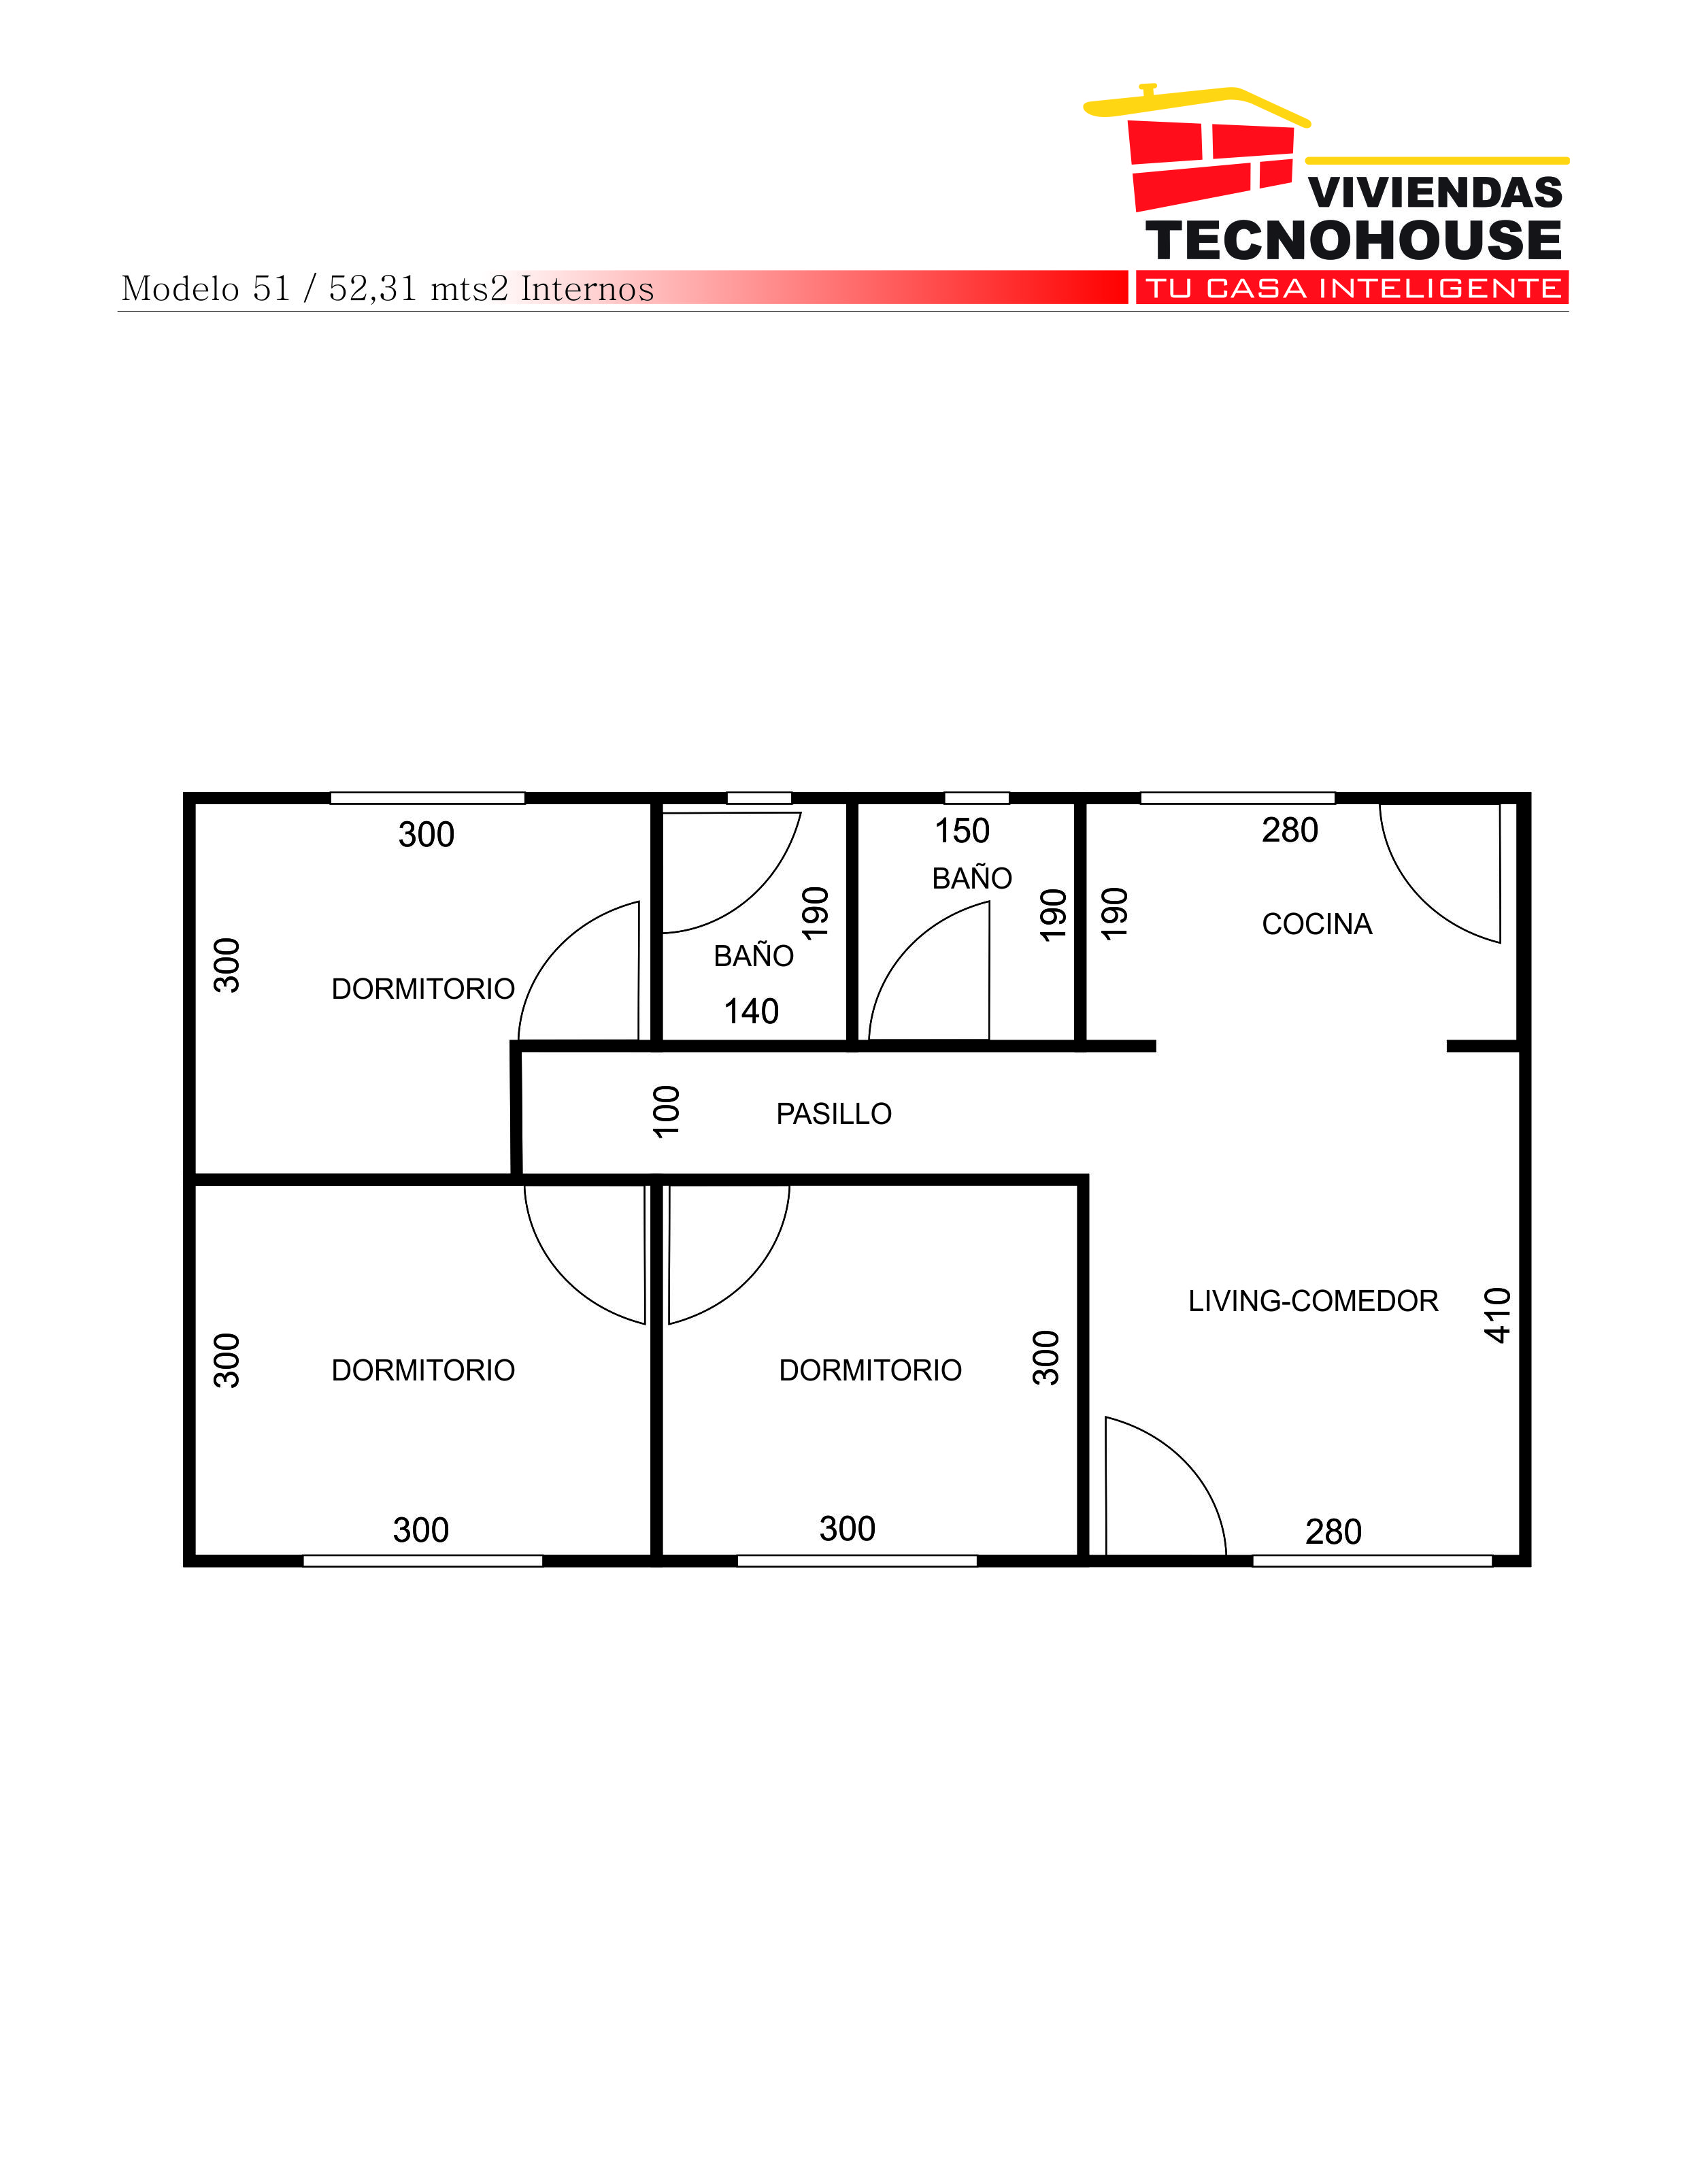 VIVIENDAS
TECNOHOUSE
TU CASA INTELIGENTE
Modelo 51 / 52,31 mts2 Internos
300
150
280
BAÑO
190
190
190
COCINA
300
DORMITORIO
BAÑO
140
100
PASILLO
LIVING-COMEDOR
410
300
DORMITORIO
DORMITORIO
300
300
300
280